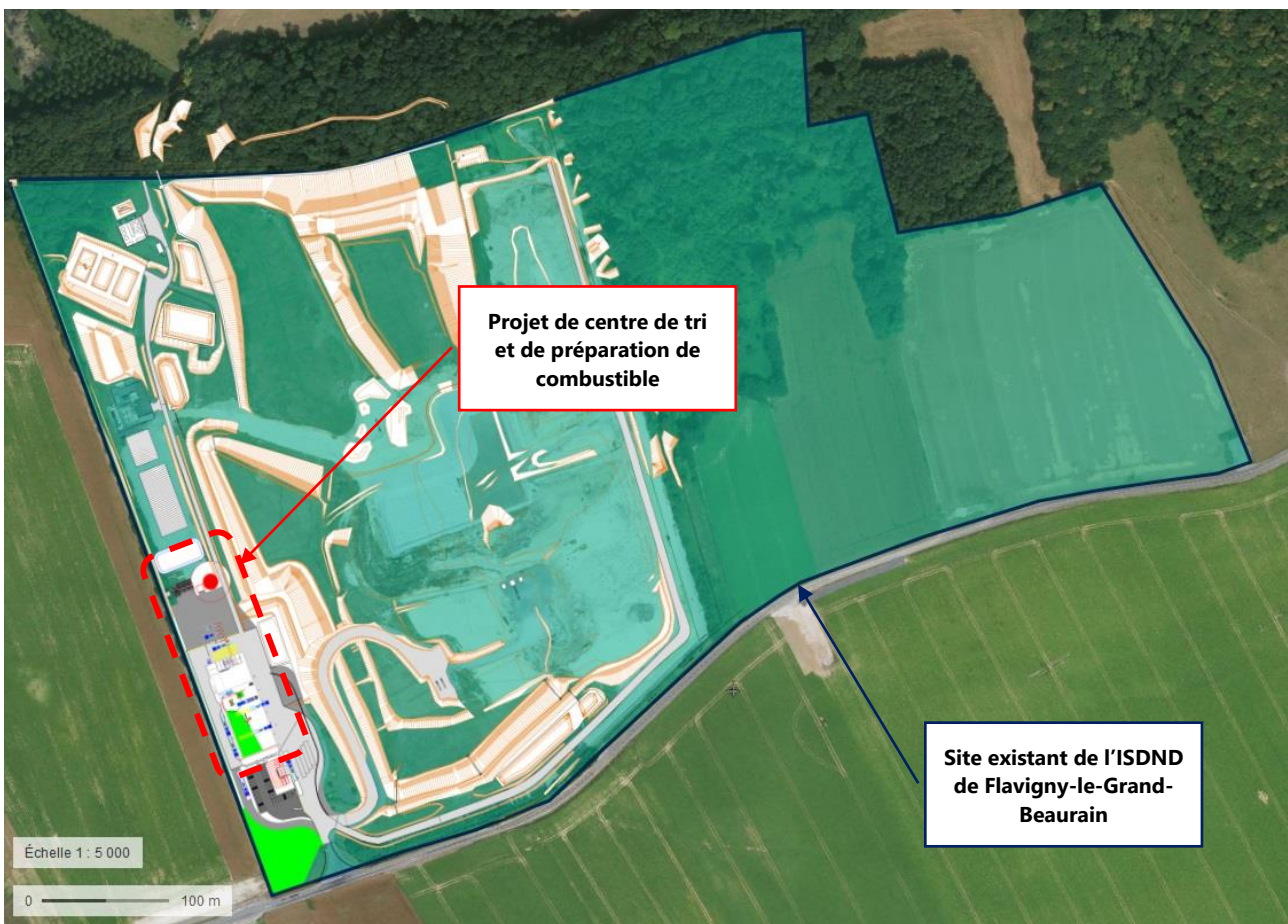 Projet de centre de tri
et de préparation de
combustible
Site existant de l'ISDND
de Flavigny-le-Grand-
Beaurain
Échelle 1 : 5 000
0
100 m